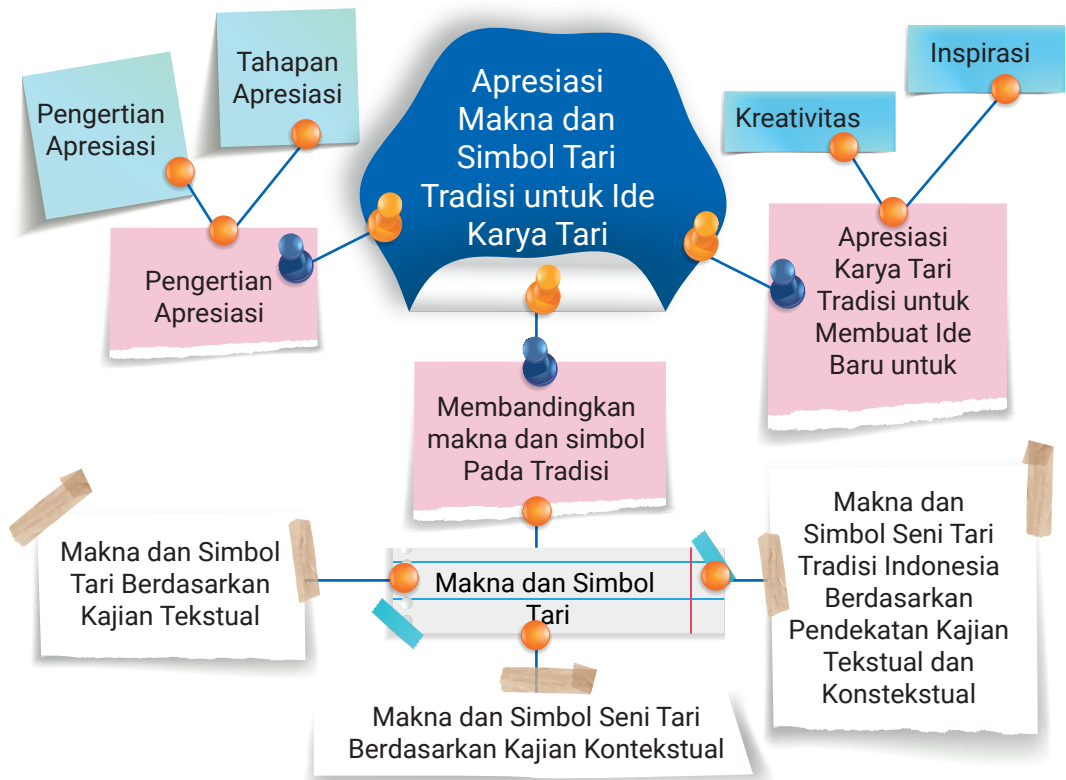 Pengertian
Apresiasi
Tahapan
Apresiasi
Apresiasi
Makna dan
Simbol Tari
Tradisi untuk Ide
Karya Tari
Kreativitas
Inspirasi
Pengertian
Apresiasi
Apresiasi
Karya Tari
Tradisi untuk
Membuat Ide
Baru untuk
Membandingkan
makna dan simbol
Pada Tradisi
Makna dan Simbol
Tari Berdasarkan
Kajian Tekstual
Makna dan Simbol
Tari
Makna dan
Simbol Seni Tari
Tradisi Indonesia
Berdasarkan
Pendekatan Kajian
Tekstual dan
Konstekstual
Makna dan Simbol Seni Tari
Berdasarkan Kajian Kontekstual